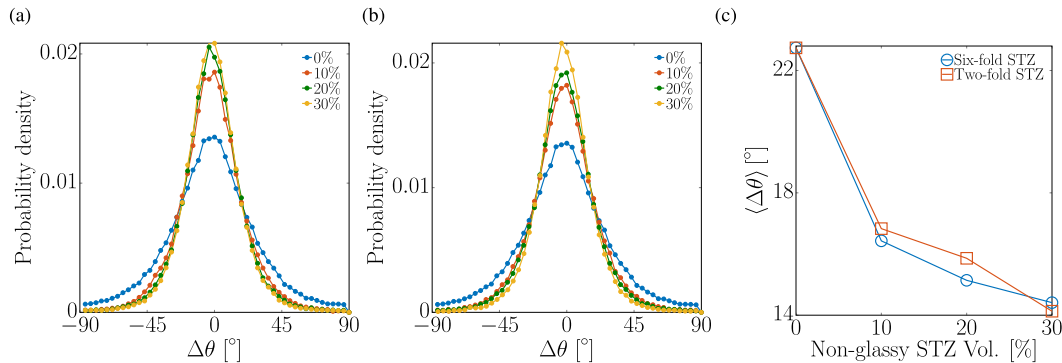 (a)
0.02
0.01
0
Probability density
−90
−45
0
45
90
Δθ [°]
0%
10%
20%
30%
(b)
0.02
0.01
0
Probability density
−90
−45
0
45
90
Δθ [°]
0%
10%
20%
30%
(c)
22
18
14
⟨Δθ⟩ [°]
0
10
20
30
Non-glassy STZ Vol. [%]
Six-fold STZ
Two-fold STZ